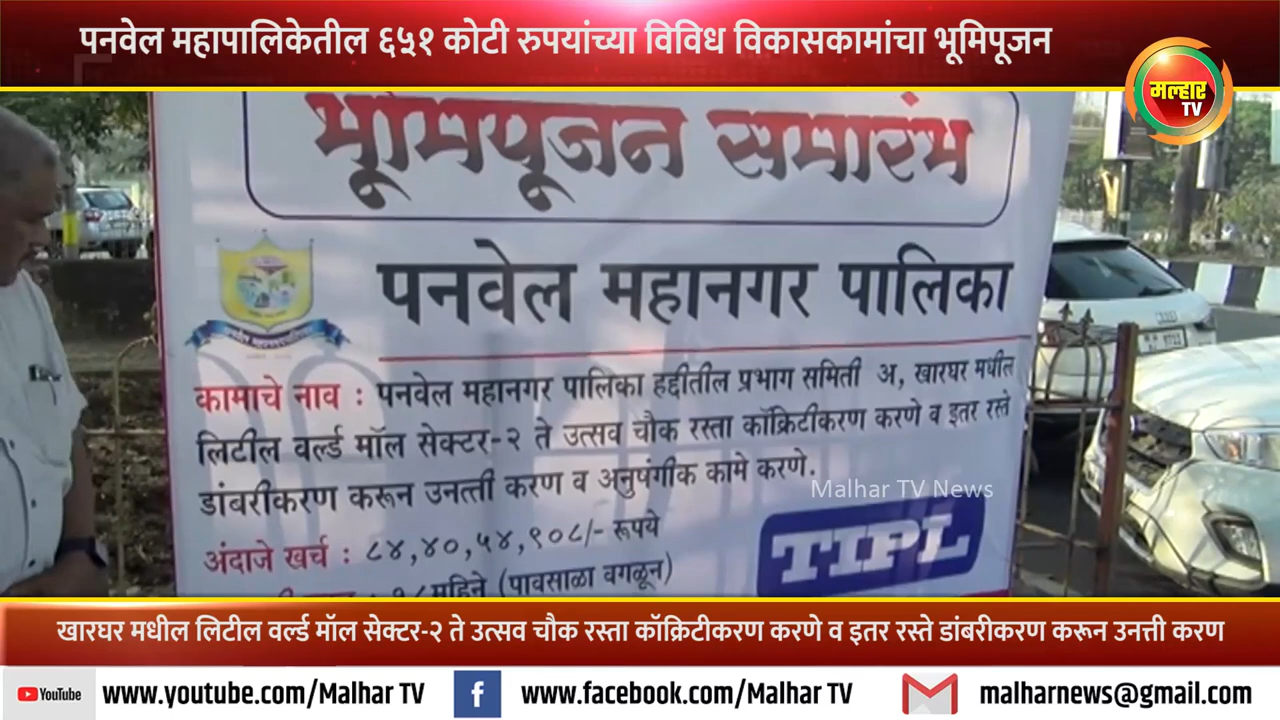 पनवेल महापालिकेतील ६५१ कोटी रुपयांच्या विविध विकासकामांचा भूमिपूजन
मल्हार
TV
भूमिपूजन समारंभ
पनवेल महानगर पालिका
कामाचे नाव : पनवेल महानगर पालिका हद्दीतील प्रभाग समिती अ, खारघर मधील
लिटील वर्ल्ड मॉल सेक्टर-२ ते उत्सव चौक रस्ता काँक्रिटीकरण करणे व इतर रस्ते
डांबरीकरण करून उनत्ती करण व अनुषंगीक कामे करणे.
Malhar TV News
अंदाजे खर्च : ८४,४०,५४,९०८/- रूपये
TIPL
महिने (पावसाळा वगळून)
खारघर मधील लिटील वर्ल्ड मॉल सेक्टर-२ ते उत्सव चौक रस्ता काँक्रिटीकरण करणे व इतर रस्ते डांबरीकरण करून उनत्ती करण
YouTube www.youtube.com/Malhar TV f www.facebook.com/Malhar TV malharnews@gmail.com